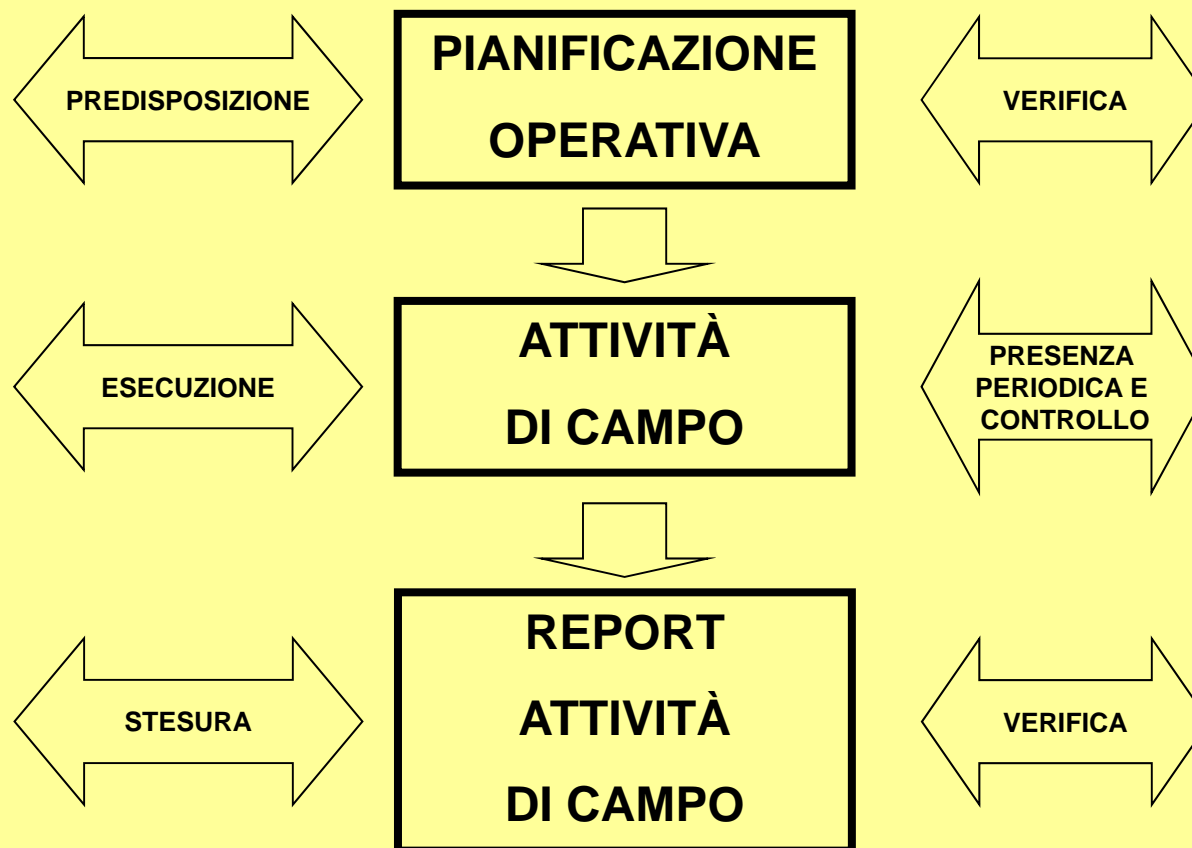 PREDISPOSIZIONE
PIANIFICAZIONE
OPERATIVA
VERIFICA
ESECUZIONE
ATTIVITÀ
DI CAMPO
PRESENZA
PERIODICA E
CONTROLLO
STESURA
REPORT
ATTIVITÀ
DI CAMPO
VERIFICA